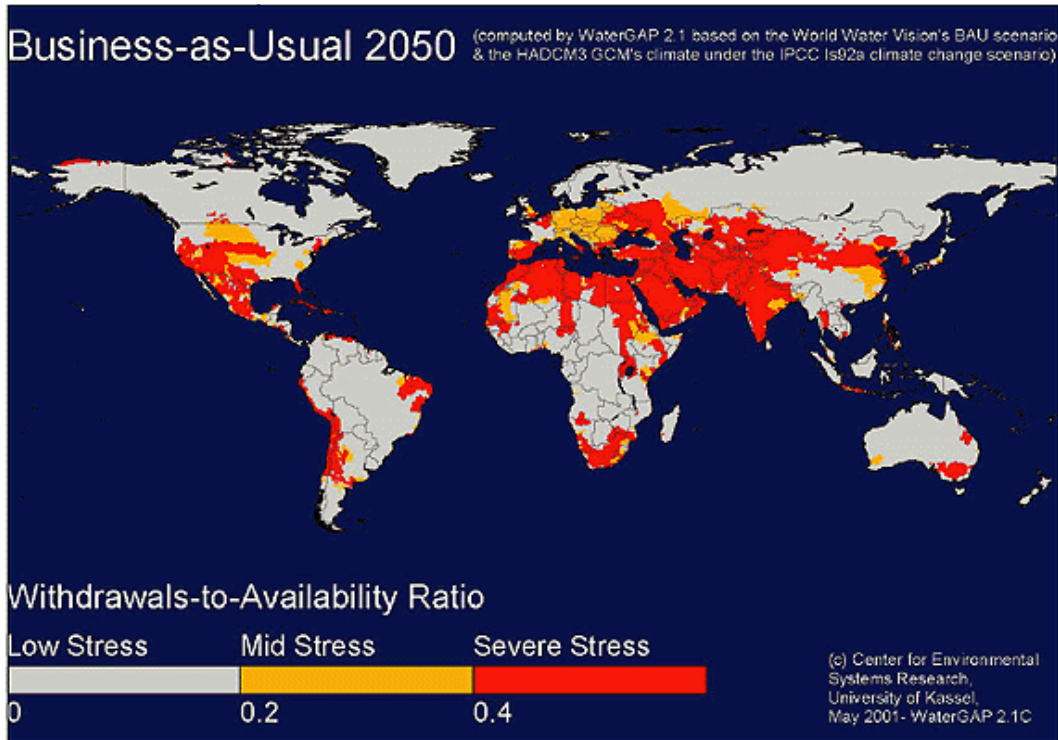 Business-as-Usual 2050
(computed by WaterGAP 2.1 based on the World Water Vision's BAU scenario
& the HADCM3 GCM's climate under the IPCC Is92a climate change scenario)
Withdrawals-to-Availability Ratio
Low Stress Mid Stress Severe Stress
0 0.2 0.4
(c) Center for Environmental
Systems Research,
University of Kassel,
May 2001- WaterGAP 2.1C